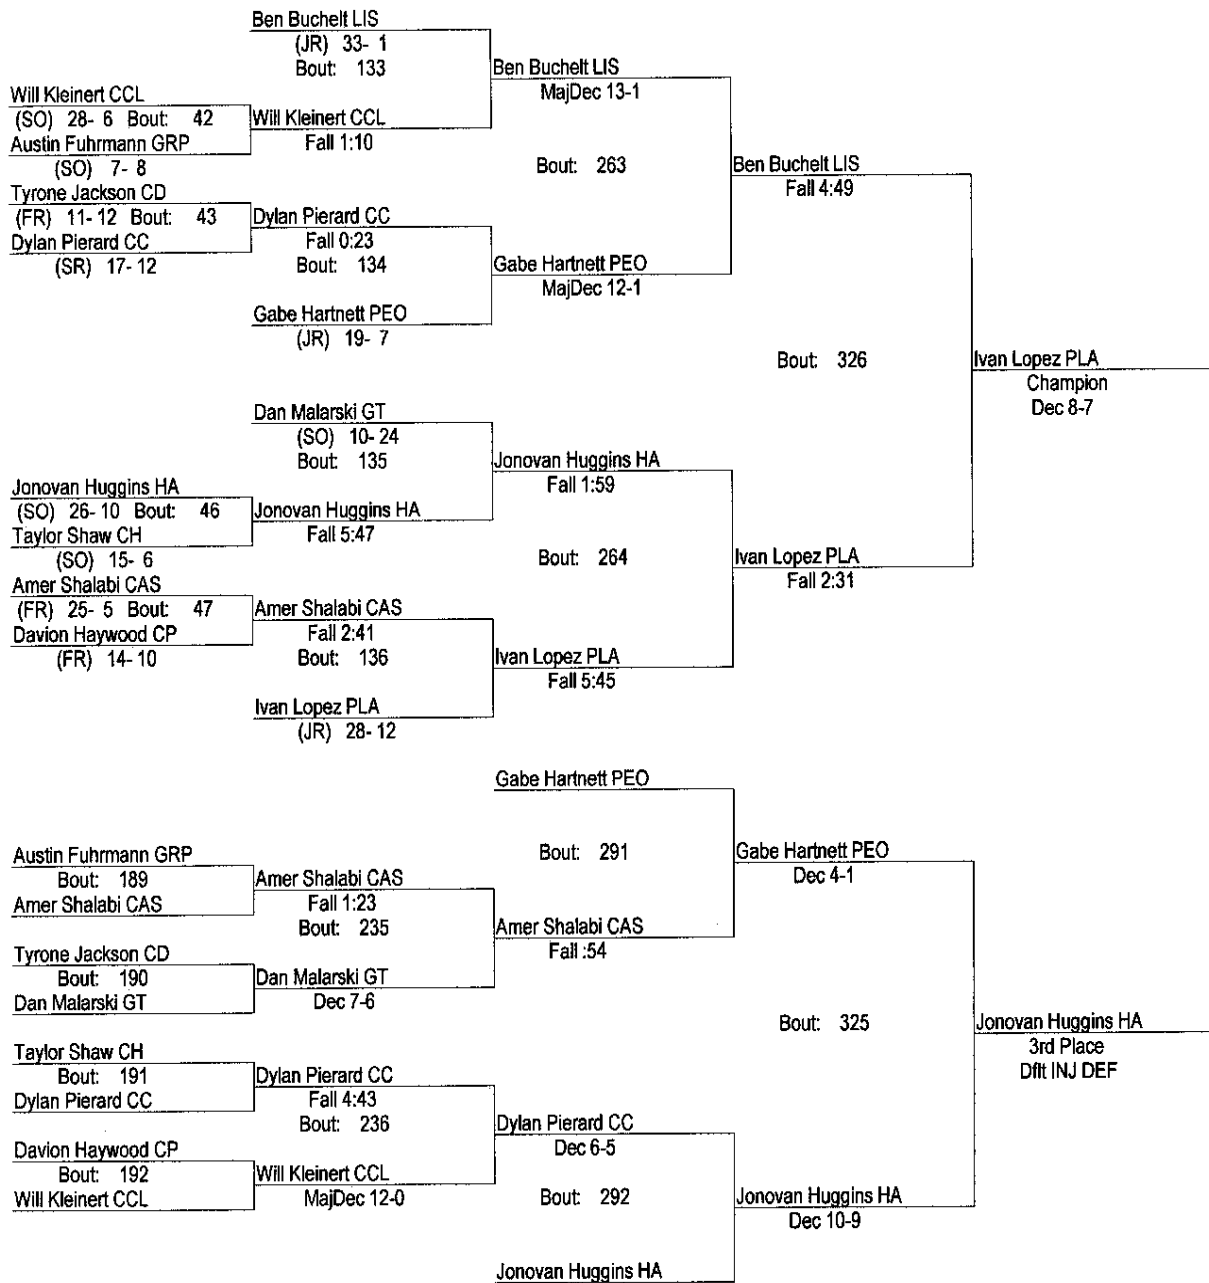 Ben Buchelt LIS
(JR) 33- 1
Bout: 133
Ben Buchelt LIS
MajDec 13-1
Will Kleinert CCL
(SO) 28- 6 Bout: 42
Will Kleinert CCL
Fall 1:10
Austin Fuhrmann GRP
(SO) 7- 8
Bout: 263
Ben Buchelt LIS
Fall 4:49
Tyrone Jackson CD
(FR) 11- 12 Bout: 43
Dylan Pierard CC
Fall 0:23
Dylan Pierard CC
(SR) 17- 12
Bout: 134
Gabe Hartnett PEO
MajDec 12-1
Gabe Hartnett PEO
(JR) 19- 7
Bout: 326
Ivan Lopez PLA
Champion
Dec 8-7
Dan Malarski GT
(SO) 10- 24
Bout: 135
Jonovan Huggins HA
Fall 1:59
Jonovan Huggins HA
(SO) 26- 10 Bout: 46
Jonovan Huggins HA
Fall 5:47
Taylor Shaw CH
(SO) 15- 6
Bout: 264
Ivan Lopez PLA
Fall 2:31
Amer Shalabi CAS
(FR) 25- 5 Bout: 47
Amer Shalabi CAS
Fall 2:41
Davion Haywood CP
(FR) 14- 10
Bout: 136
Ivan Lopez PLA
Fall 5:45
Ivan Lopez PLA
(JR) 28- 12
Gabe Hartnett PEO
Bout: 291
Gabe Hartnett PEO
Dec 4-1
Austin Fuhrmann GRP
Bout: 189
Amer Shalabi CAS
Amer Shalabi CAS
Fall 1:23
Bout: 235
Amer Shalabi CAS
Fall :54
Tyrone Jackson CD
Bout: 190
Dan Malarski GT
Dan Malarski GT
Dec 7-6
Bout: 325
Jonovan Huggins HA
3rd Place
Dflt INJ DEF
Taylor Shaw CH
Bout: 191
Dylan Pierard CC
Dylan Pierard CC
Fall 4:43
Bout: 236
Dylan Pierard CC
Dec 6-5
Davion Haywood CP
Bout: 192
Will Kleinert CCL
Will Kleinert CCL
MajDec 12-0
Bout: 292
Jonovan Huggins HA
Dec 10-9
Jonovan Huggins HA